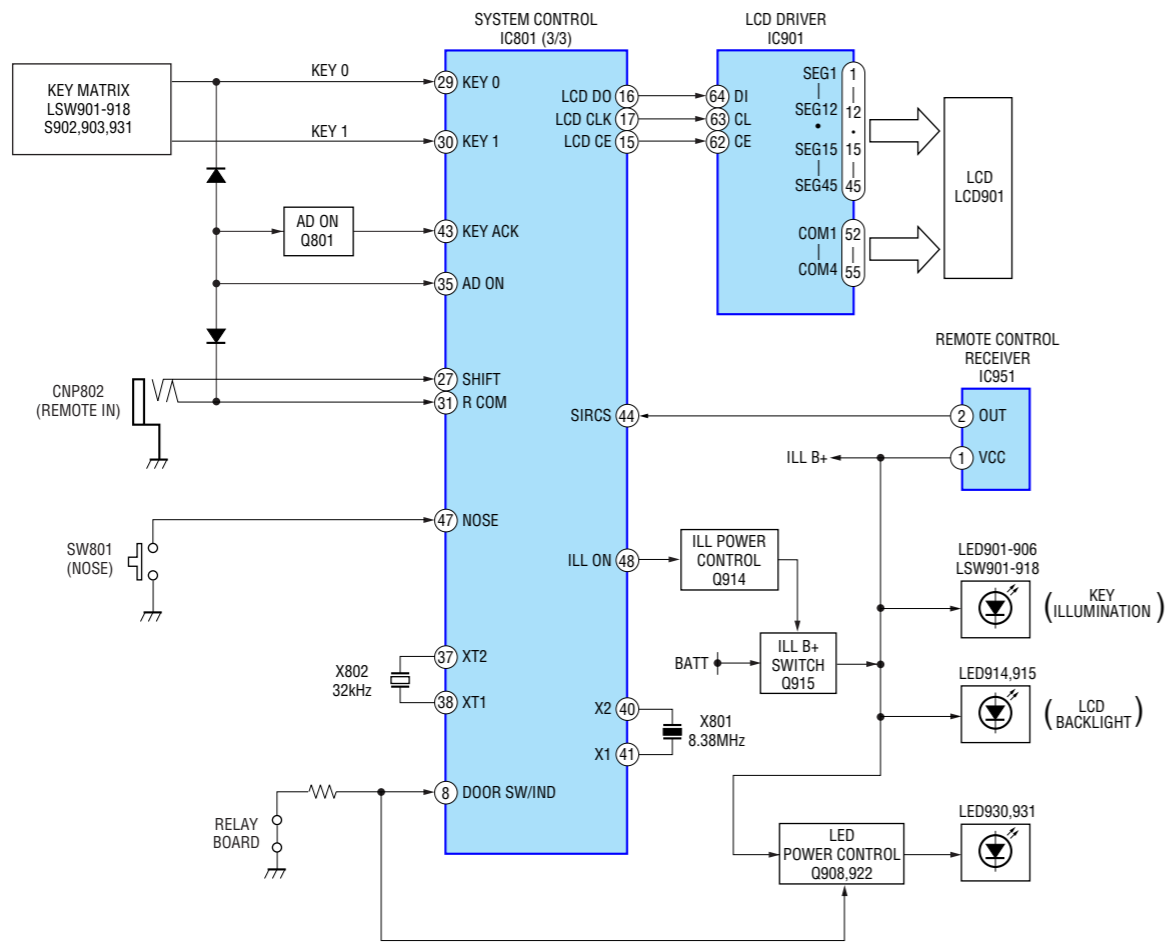 SYSTEM CONTROL
IC801 (3/3)
LCD DRIVER
IC901
KEY MATRIX
LSW901-918
S902,903,931
KEY 0
29 KEY 0
KEY 1
30 KEY 1
AD ON
Q801
43 KEY ACK
35 AD ON
CNP802
(REMOTE IN)
27 SHIFT
31 R COM
SW801
(NOSE)
47 NOSE
X802
32kHz
37 XT2
38 XT1
RELAY
BOARD
8 DOOR SW/IND
LCD DO 16
LCD CLK 17
LCD CE 15
64 DI
63 CL
62 CE
SEG1 1
SEG12 12
SEG15 15
SEG45 45
COM1 52
COM4 55
LCD
LCD901
REMOTE CONTROL
RECEIVER
IC951
SIRCS 44
2 OUT
ILL B+
1 VCC
ILL ON 48
ILL POWER
CONTROL
Q914
BATT
ILL B+
SWITCH
Q915
X2 40
X1 41
X801
8.38MHz
LED901-906
LSW901-918
(KEY
ILLUMINATION)
LED914,915
(LCD
BACKLIGHT)
LED
POWER CONTROL
Q908,922
LED930,931